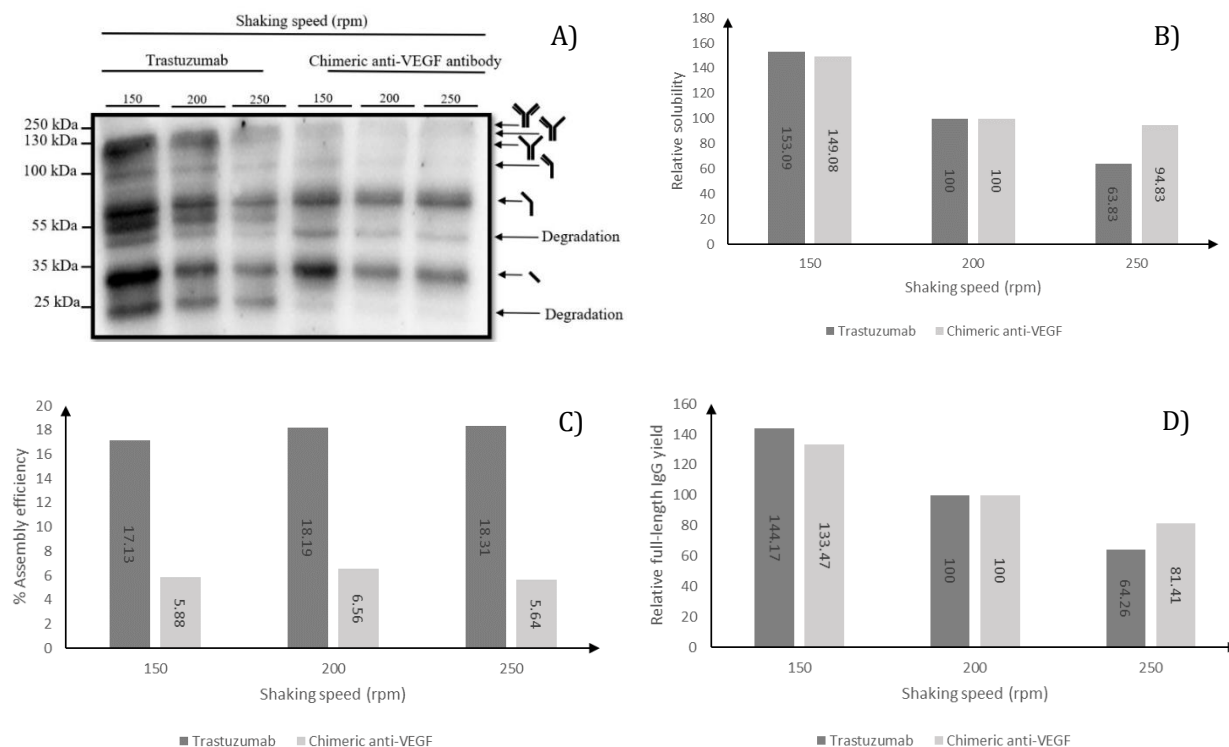 Shaking speed (rpm)
A)
Trastuzumab
Chimeric anti-VEGF antibody
150 200 250 150 200 250
250 kDa
130 kDa
100 kDa
55 kDa
35 kDa
25 kDa
Degradation
Degradation
B)
Relative solubility
180
160
140
120
100
80
60
40
20
0
153.09
149.08
100
100
63.83
94.83
150 200 250
Shaking speed (rpm)
Trastuzumab Chimeric anti-VEGF
C)
% Assembly efficiency
20
18
16
14
12
10
8
6
4
2
0
17.13
5.88
18.19
6.56
18.31
5.64
150 200 250
Shaking speed (rpm)
Trastuzumab Chimeric anti-VEGF
D)
Relative full-length IgG yield
160
140
120
100
80
60
40
20
0
144.17
133.47
100
100
64.26
81.41
150 200 250
Shaking speed (rpm)
Trastuzumab Chimeric anti-VEGF